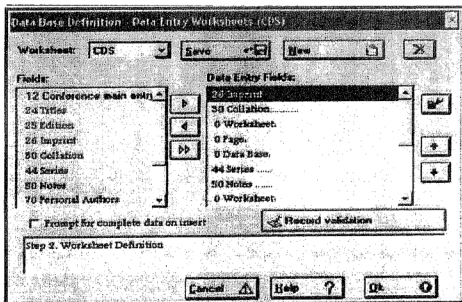 Data Base Definition - Data Entry Worksheets (CDS)
Worksheet: CDS Save New
Fields:
12 Conference main entry
24 Titles
25 Edition
26 Imprint
30 Collation
44 Series
50 Notes
70 Personal Authors
Data Entry Fields:
26 Imprint
30 Collation..........
0 Worksheet.
0 Page.
0 Data Base.
44 Series ......
50 Notes ......
0 Worksheet.
Prompt for complete data on insert
Record validation
Step 2. Worksheet Definition
Cancel Help ? Ok